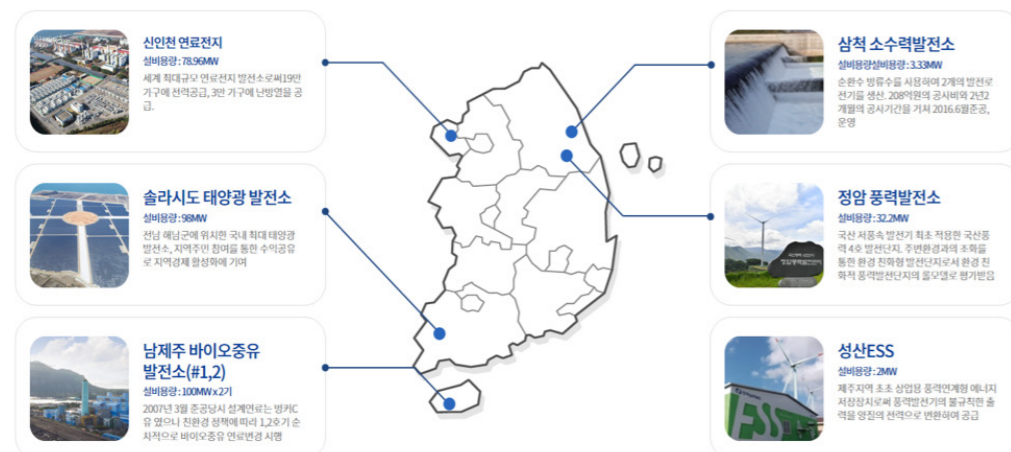 신인천 연료전지
설비용량 : 78.96MW
세계 최대규모 연료전지 발전소로써19만
가구에 전력공급, 3만 가구에 난방열을 공
급.
솔라시도 태양광 발전소
설비용량 : 98MW
전남 해남군에 위치한 국내 최대 태양광
발전소, 지역주민 참여를 통한 수익공유
로 지역경제 활성화에 기여
남제주 바이오중유
발전소(#1,2)
설비용량 : 100MW x 2기
2007년 3월 준공당시 설계연료는 벙커C
유 였으나 친환경 정책에 따라 1,2호기 순
차적으로 바이오중유 연료변경 시행
삼척 소수력발전소
설비용량설비용량 : 3.33MW
순환수 방류수를 사용하여 2개의 발전로
전기를 생산. 208억원의 공사비와 2년2
개월의 공사기간을 거쳐 2016.6월준공,
운영
정암 풍력발전소
설비용량 : 32.2MW
국산 저풍속 발전기 최초 적용한 국산풍
력 4호 발전단지. 주변환경과의 조화를
통한 환경 친화형 발전단지로서 환경 친
화적 풍력발전단지의 롤모델로 평가받음
정암풍력발전단지
성산ESS
설비용량 : 2MW
제주지역 초초 상업용 풍력연계형 에너지
저장장치로써 풍력발전기의 불규칙한 출
력을 양질의 전력으로 변환하여 공급
ESS